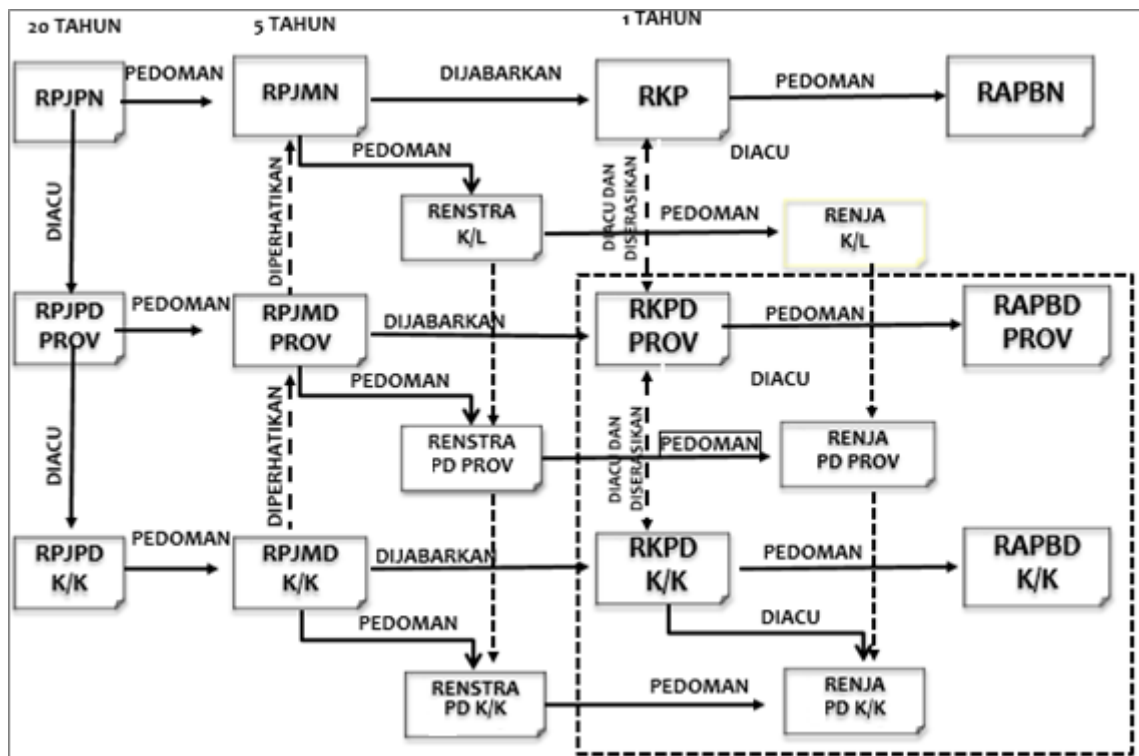 20 TAHUN
5 TAHUN
1 TAHUN
RPJPN
PEDOMAN
RPJMN
DIJABARKAN
RKP
PEDOMAN
RAPBN
DIACU
DIPERHATIKAN
PEDOMAN
RENSTRA
K/L
PEDOMAN
DIACU DAN
DISERASIKAN
DIACU
RENJA
K/L
RPJPD
PROV
PEDOMAN
RPJMD
PROV
DIJABARKAN
RKPD
PROV
PEDOMAN
RAPBD
PROV
DIACU
DIPERHATIKAN
PEDOMAN
RENSTRA
PD PROV
PEDOMAN
DIACU DAN
DISERASIKAN
DIACU
RENJA
PD PROV
RPJPD
K/K
PEDOMAN
RPJMD
K/K
DIJABARKAN
RKPD
K/K
PEDOMAN
RAPBD
K/K
PEDOMAN
DIACU
RENSTRA
PD K/K
PEDOMAN
RENJA
PD K/K